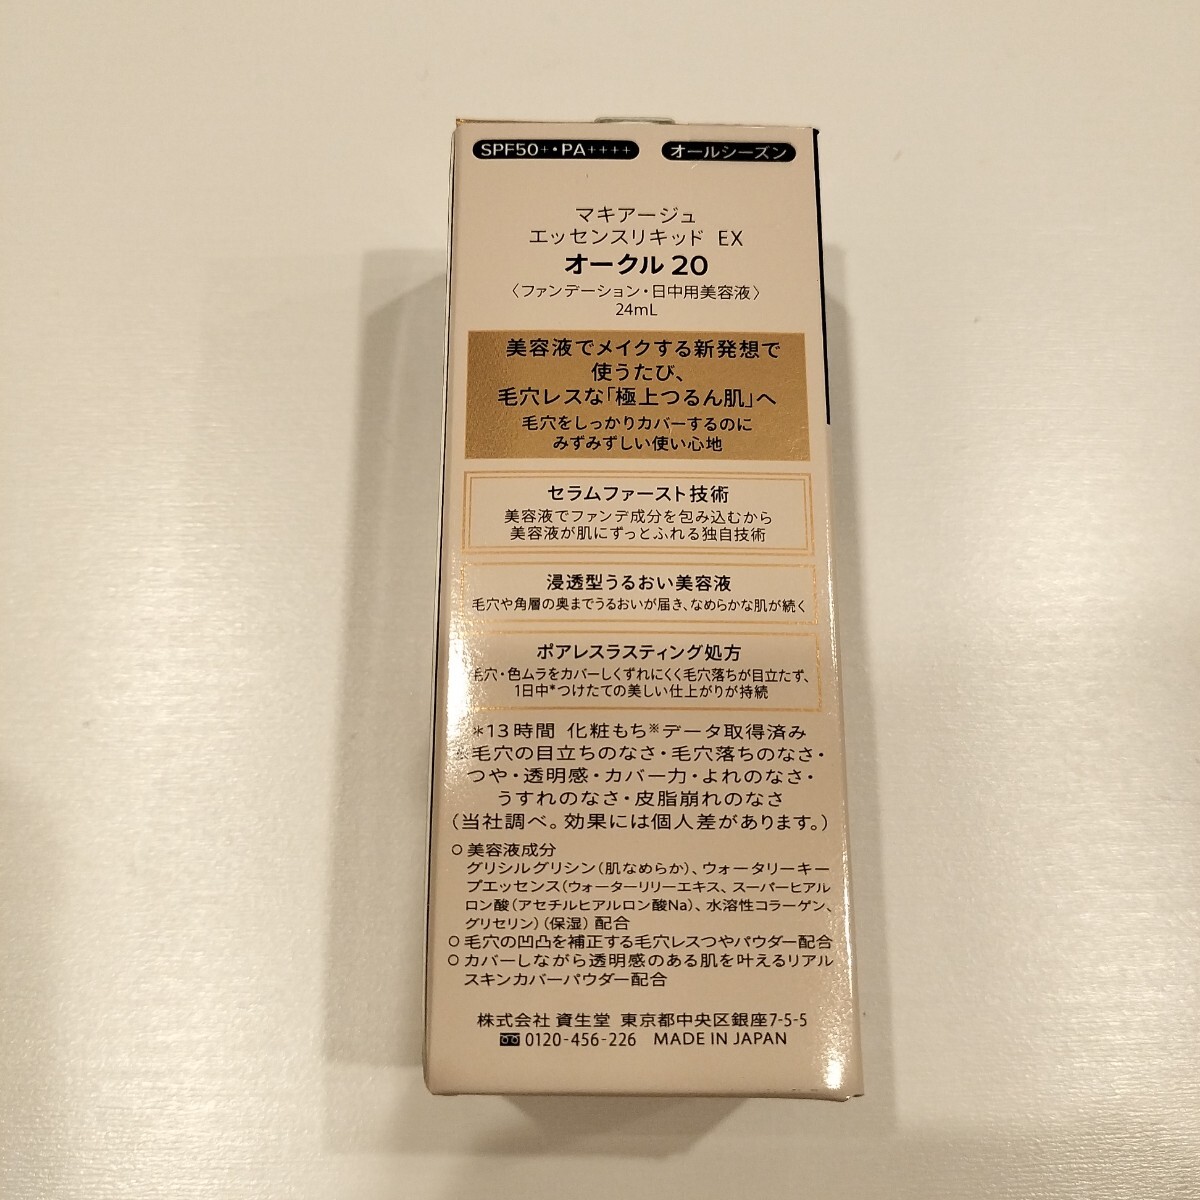 SPF50+・PA++++ オールシーズン
マキアージュ
エッセンスリキッド EX
オークル 20
〈ファンデーション・日中用美容液〉
24mL
美容液でメイクする新発想で
使うたび、
毛穴レスな「極上つるん肌」へ
毛穴をしっかりカバーするのに
みずみずしい使い心地
セラムファースト技術
美容液でファンデ成分を包み込むから
美容液が肌にずっとふれる独自技術
浸透型うるおい美容液
毛穴や角層の奥までうるおいが届き、なめらかな肌が続く
ポアレスラスティング処方
毛穴・色ムラをカバーしくずれにくく毛穴落ちが目立たず、
1日中*つけたての美しい仕上がりが持続
*13時間 化粧もち※データ取得済み
※毛穴の目立ちのなさ・毛穴落ちのなさ・
つや・透明感・カバー力・よれのなさ・
うすれのなさ・皮脂崩れのなさ
(当社調べ。効果には個人差があります。)
○ 美容液成分
グリシルグリシン(肌なめらか)、ウォータリーキー
プエッセンス(ウォーターリリーエキス、スーパーヒアル
ロン酸(アセチルヒアルロン酸Na)、水溶性コラーゲン、
グリセリン)(保湿) 配合
○ 毛穴の凹凸を補正する毛穴レスつやパウダー配合
○ カバーしながら透明感のある肌を叶えるリアル
スキンカバーパウダー配合
株式会社 資生堂 東京都中央区銀座7-5-5
0120-456-226 MADE IN JAPAN